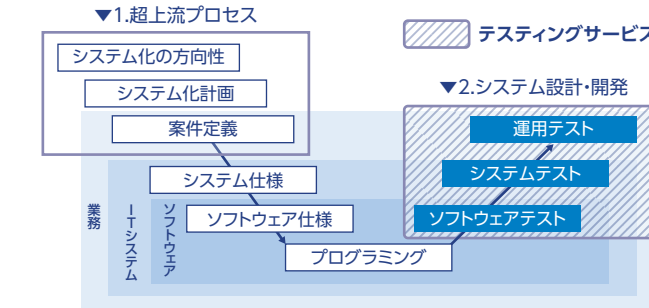 ▼1.超上流プロセス
システム化の方向性
システム化計画
案件定義
システム仕様
ソフトウェア仕様
プログラミング
テスティングサービス
▼2.システム設計・開発
運用テスト
システムテスト
ソフトウェアテスト
業務
ITシステム
ソフトウェア